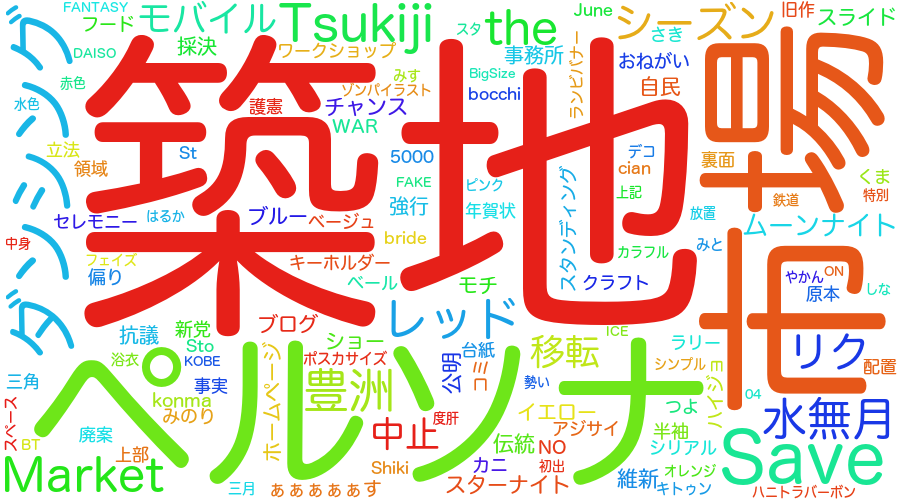 FANTASY
フード
モバイル
Tsukiji
the
June
シーズン
旧作
スライド
DAISO
採決
ワークショップ
スタ
事務所
さき
ダンシング
赤色
水色
みす
ゾンパイラスト
BigSize
bocchi
ランビバナー
おねがい
自民
築地
市場
護憲
チャンス
WAR
立法
領域
St
5000
デコ
cian
裏面
くま
特別
鉄道
FAKE
ピンク
上記
セレモニー
はるか
ブルー
ベージュ
強行
年賀状
スタンディング
放置
ムーンナイト
中身
bride
みと
フェイズ
偏り
キーホルダー
カラフル
やかん
ON
ベール
モチ
クラフト
原本
しな
抗議
新党
ブログ
レッド
ICE
Sto
ショー
移転
ラリー
リク
浴衣
KOBE
ポスカサイズ
公明
台紙
ミコ
シンプル
配置
三角
事実
ペルソナ
豊洲
勢い
ハイジョ
04
スペース
konma
みのり
ホームページ
度肝
イエロー
つよ
水無月
BT
廃案
中止
伝統
アジサイ
半袖
上部
NO
シリアル
Save
Market
Shiki
カニ
初出
維新
オレンジ
三月
ぁぁぁぁぁす
スターナイト
キトゥン
ハニトラバーボン